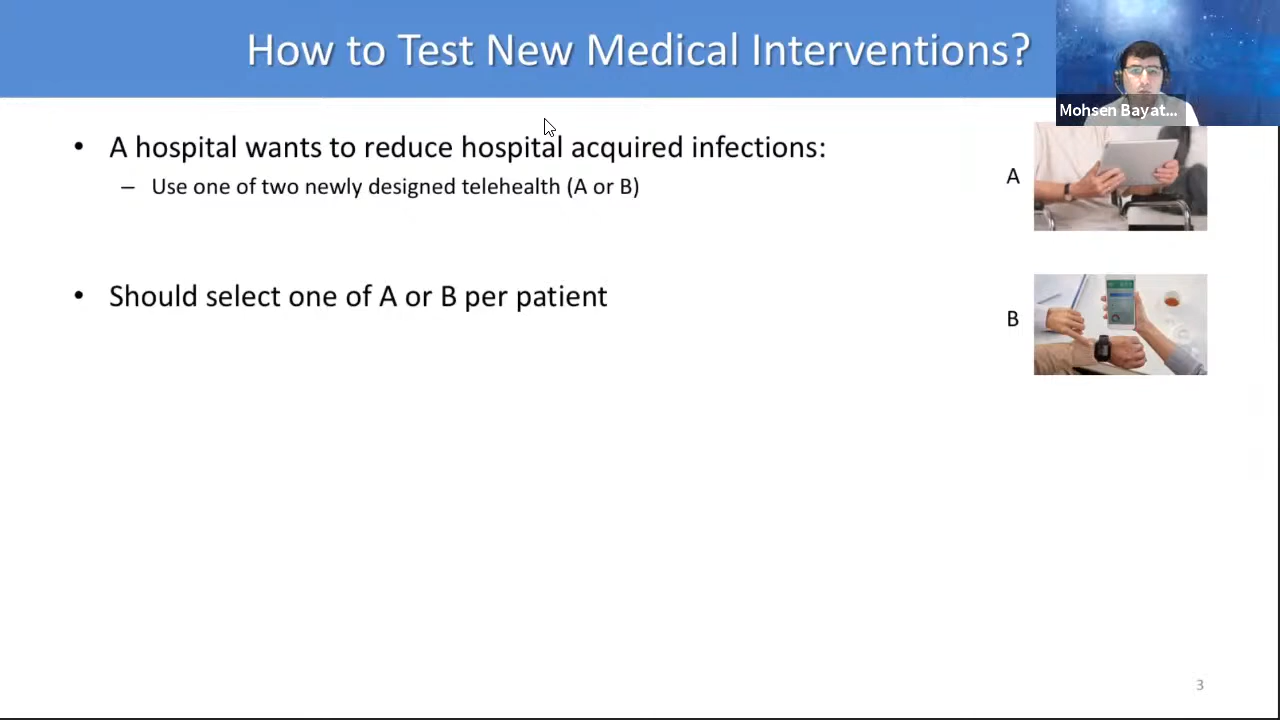 How to Test New Medical Interventions?
Mohsen Bayat...
• A hospital wants to reduce hospital acquired infections:
– Use one of two newly designed telehealth (A or B)
A
• Should select one of A or B per patient
B
3